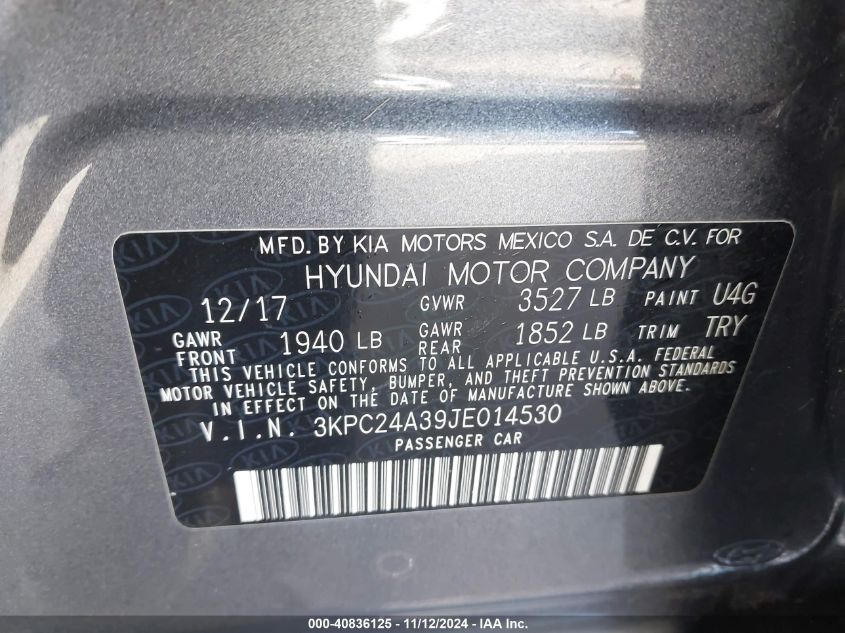 MFD. BY KIA MOTORS MEXICO S.A. DE C.V. FOR
HYUNDAI MOTOR COMPANY
12/17 GVWR 3527 LB PAINT U4G
GAWR FRONT 1940 LB GAWR REAR 1852 LB TRIM TRY
THIS VEHICLE CONFORMS TO ALL APPLICABLE U.S.A. FEDERAL
MOTOR VEHICLE SAFETY, BUMPER, AND THEFT PREVENTION STANDARDS
IN EFFECT ON THE DATE OF MANUFACTURE SHOWN ABOVE.
V.I.N. 3KPC24A39JE014530
PASSENGER CAR
000-40836125 - 11/12/2024 - IAAI.com